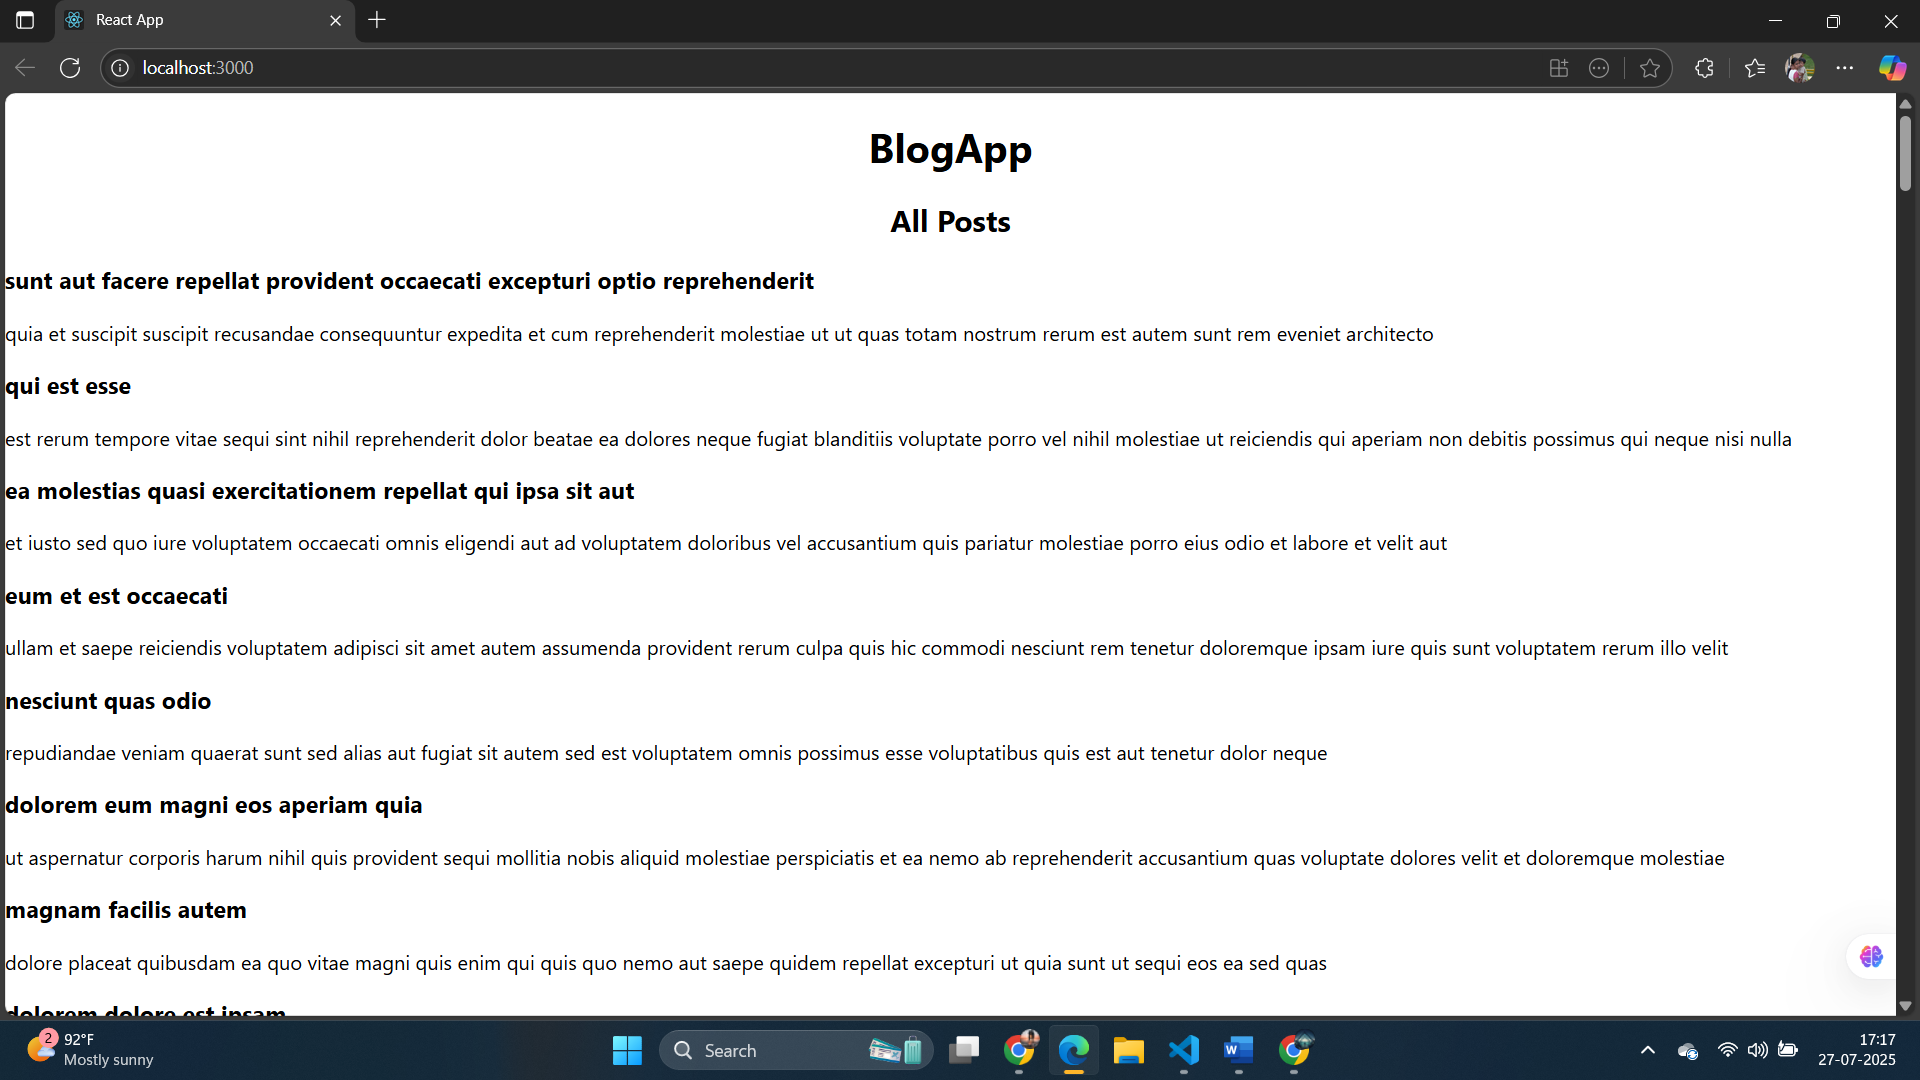 React App
localhost:3000
BlogApp
All Posts
sunt aut facere repellat provident occaecati excepturi optio reprehenderit
quia et suscipit suscipit recusandae consequuntur expedita et cum reprehenderit molestiae ut ut quas totam nostrum rerum est autem sunt rem eveniet architecto
qui est esse
est rerum tempore vitae sequi sint nihil reprehenderit dolor beatae ea dolores neque fugiat blanditiis voluptate porro vel nihil molestiae ut reiciendis qui aperiam non debitis possimus qui neque nisi nulla
ea molestias quasi exercitationem repellat qui ipsa sit aut
et iusto sed quo iure voluptatem occaecati omnis eligendi aut ad voluptatem doloribus vel accusantium quis pariatur molestiae porro eius odio et labore et velit aut
eum et est occaecati
ullam et saepe reiciendis voluptatem adipisci sit amet autem assumenda provident rerum culpa quis hic commodi nesciunt rem tenetur doloremque ipsam iure quis sunt voluptatem rerum illo velit
nesciunt quas odio
repudiandae veniam quaerat sunt sed alias aut fugiat sit autem sed est voluptatem omnis possimus esse voluptatibus quis est aut tenetur dolor neque
dolorem eum magni eos aperiam quia
ut aspernatur corporis harum nihil quis provident sequi mollitia nobis aliquid molestiae perspiciatis et ea nemo ab reprehenderit accusantium quas voluptate dolores velit et doloremque molestiae
magnam facilis autem
dolore placeat quibusdam ea quo vitae magni quis enim qui quis quo nemo aut saepe quidem repellat excepturi ut quia sunt ut sequi eos ea sed quas
dolorem dolore est ipsam
2
92°F
Mostly sunny
Search
W
17:17
27-07-2025